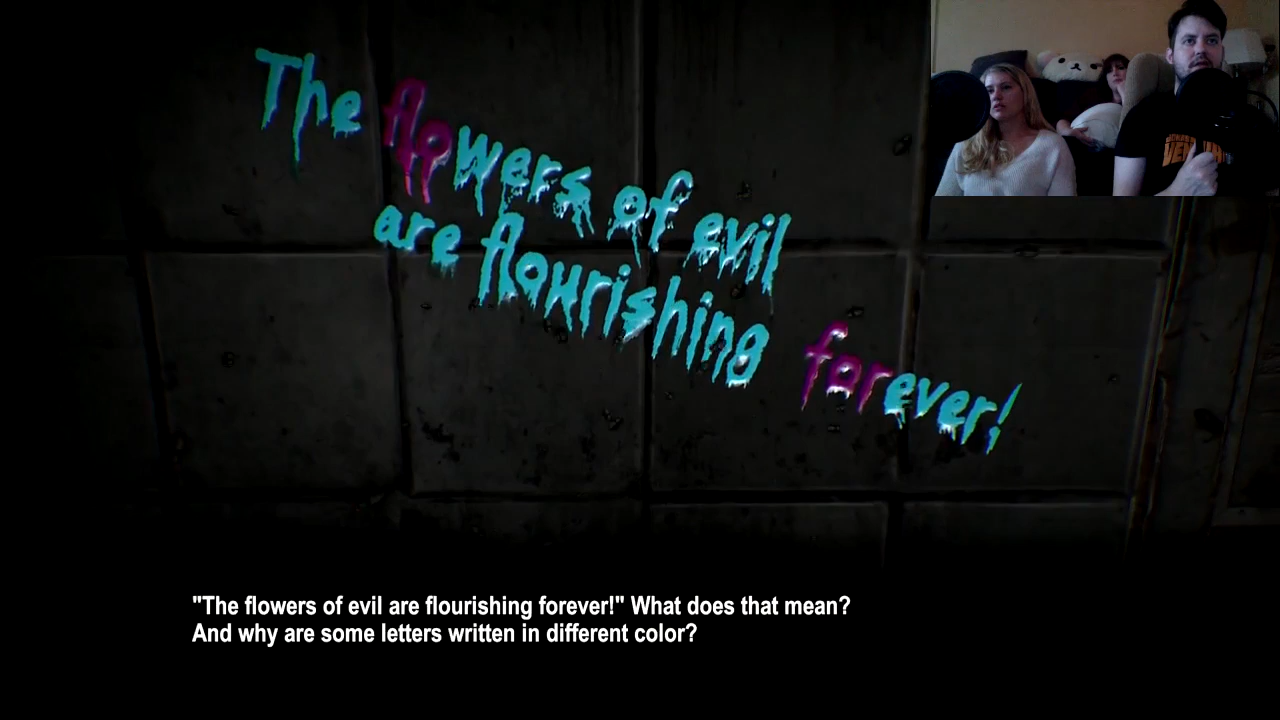 The flowers of evil
are flourishing forever!
"The flowers of evil are flourishing forever!" What does that mean?
And why are some letters written in different color?